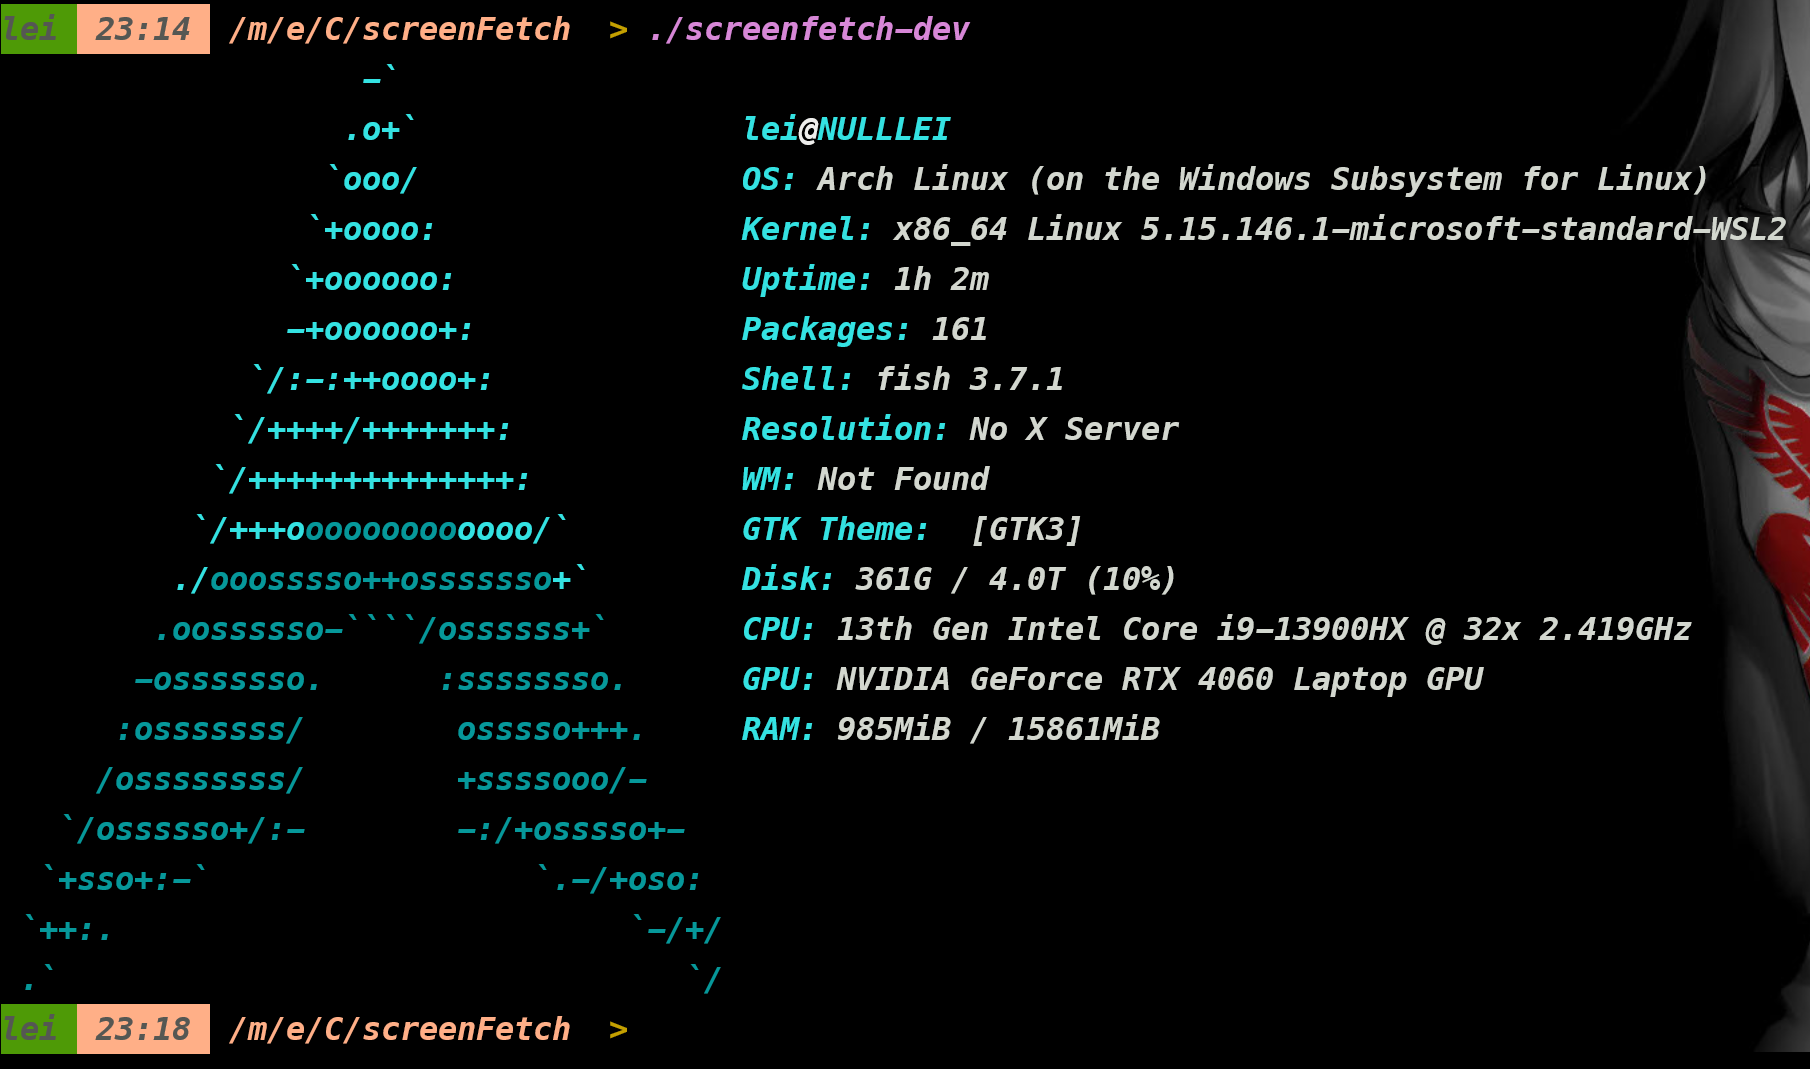 lei 23:14 /m/e/C/screenFetch > ./screenfetch-dev
                   -`
                  .o+`                 lei@NULLLEI
                 `ooo/                 OS: Arch Linux (on the Windows Subsystem for Linux)
                `+oooo:                Kernel: x86_64 Linux 5.15.146.1-microsoft-standard-WSL2
               `+oooooo:               Uptime: 1h 2m
               -+oooooo+:              Packages: 161
             `/:-:++oooo+:             Shell: fish 3.7.1
            `/++++/+++++++:            Resolution: No X Server
           `/++++++++++++++:           WM: Not Found
          `/+++ooooooooooooo/`         GTK Theme:  [GTK3]
         ./ooosssso++osssssso+`        Disk: 361G / 4.0T (10%)
        .oossssso-````/ossssss+`       CPU: 13th Gen Intel Core i9-13900HX @ 32x 2.419GHz
       -osssssso.      :ssssssso.      GPU: NVIDIA GeForce RTX 4060 Laptop GPU
      :osssssss/        osssso+++.     RAM: 985MiB / 15861MiB
     /ossssssss/        +ssssooo/-
   `/ossssso+/:-        -:/+osssso+-
  `+sso+:-`                 `.-/+oso:
 `++:.                           `-/+/
 .`                                 `/
lei 23:18 /m/e/C/screenFetch >